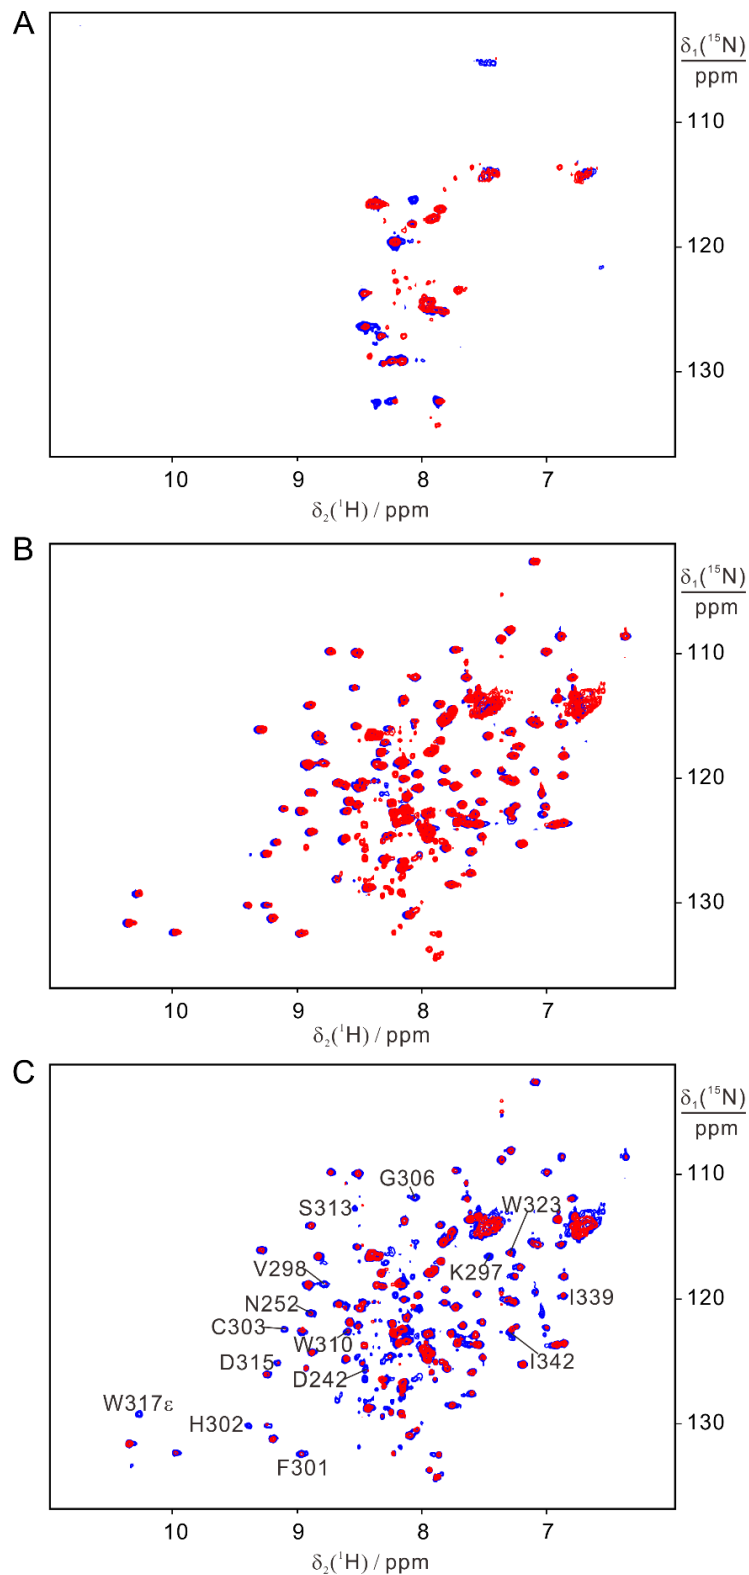 A
δ₁(¹⁵N)
ppm
110
120
130
10 9 8 7
δ₂(¹H) / ppm
B
δ₁(¹⁵N)
ppm
110
120
130
10 9 8 7
δ₂(¹H) / ppm
C
δ₁(¹⁵N)
ppm
110
G306
S313 W323
V298 K297
N252 120
I339
C303
W310
D315 I342
D242
W317ε
H302 130
F301
10 9 8 7
δ₂(¹H) / ppm